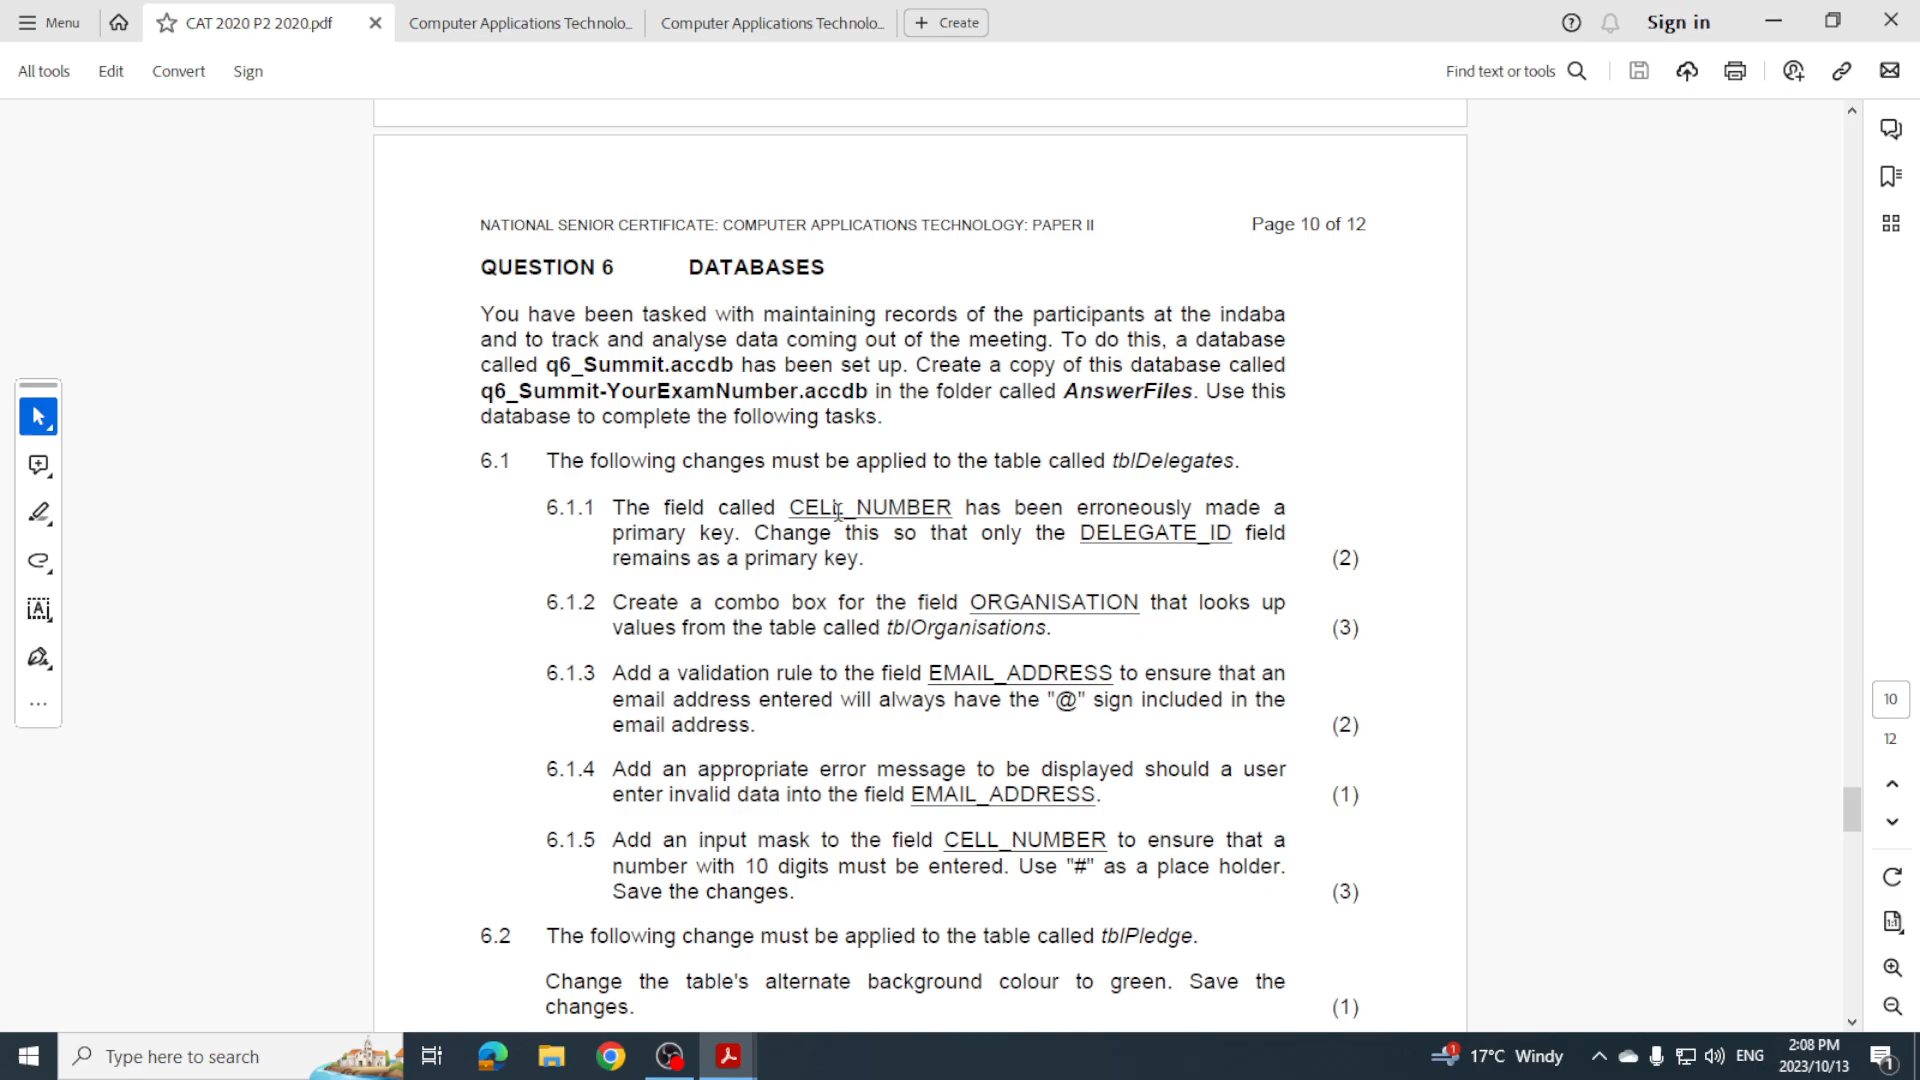 Menu
CAT 2020 P2 2020.pdf
Computer Applications Technolo...
Computer Applications Technolo...
Create
Sign in
All tools
Edit
Convert
Sign
Find text or tools
NATIONAL SENIOR CERTIFICATE: COMPUTER APPLICATIONS TECHNOLOGY: PAPER II
Page 10 of 12
QUESTION 6 DATABASES
You have been tasked with maintaining records of the participants at the indaba
and to track and analyse data coming out of the meeting. To do this, a database
called q6_Summit.accdb has been set up. Create a copy of this database called
q6_Summit-YourExamNumber.accdb in the folder called AnswerFiles. Use this
database to complete the following tasks.
6.1 The following changes must be applied to the table called tblDelegates.
6.1.1 The field called CELL_NUMBER has been erroneously made a
primary key. Change this so that only the DELEGATE_ID field
remains as a primary key. (2)
6.1.2 Create a combo box for the field ORGANISATION that looks up
values from the table called tblOrganisations. (3)
6.1.3 Add a validation rule to the field EMAIL_ADDRESS to ensure that an
email address entered will always have the "@" sign included in the
email address. (2)
6.1.4 Add an appropriate error message to be displayed should a user
enter invalid data into the field EMAIL_ADDRESS. (1)
6.1.5 Add an input mask to the field CELL_NUMBER to ensure that a
number with 10 digits must be entered. Use "#" as a place holder.
Save the changes. (3)
6.2 The following change must be applied to the table called tblPledge.
Change the table's alternate background colour to green. Save the
changes. (1)
10
12
Type here to search
1
17°C Windy
ENG
2:08 PM
2023/10/13
1